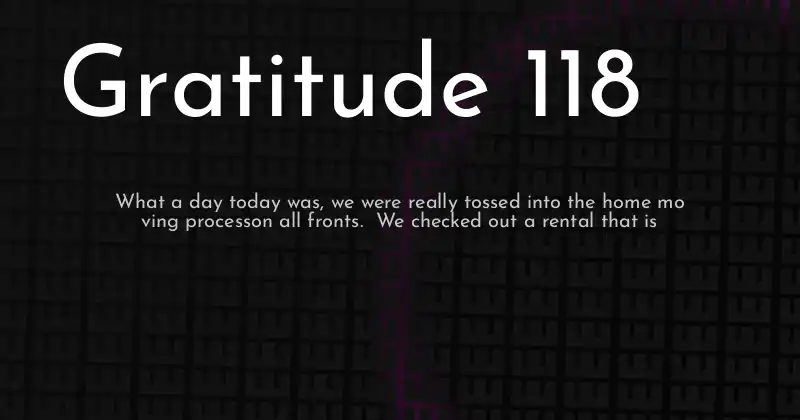 Gratitude 118
What a day today was, we were really tossed into the home mo
ving processon all fronts.  We checked out a rental that is